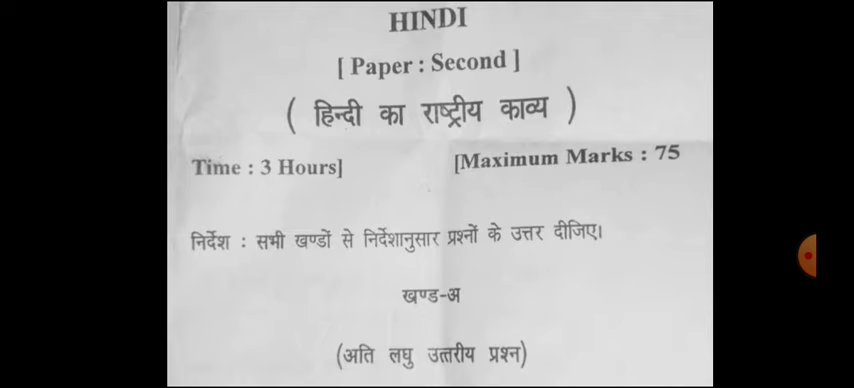 HINDI
[ Paper : Second ]
( हिन्दी का राष्ट्रीय काव्य )
Time : 3 Hours] [Maximum Marks : 75
निर्देश : सभी खण्डों से निर्देशानुसार प्रश्नों के उत्तर दीजिए।
खण्ड-अ
(अति लघु उत्तरीय प्रश्न)